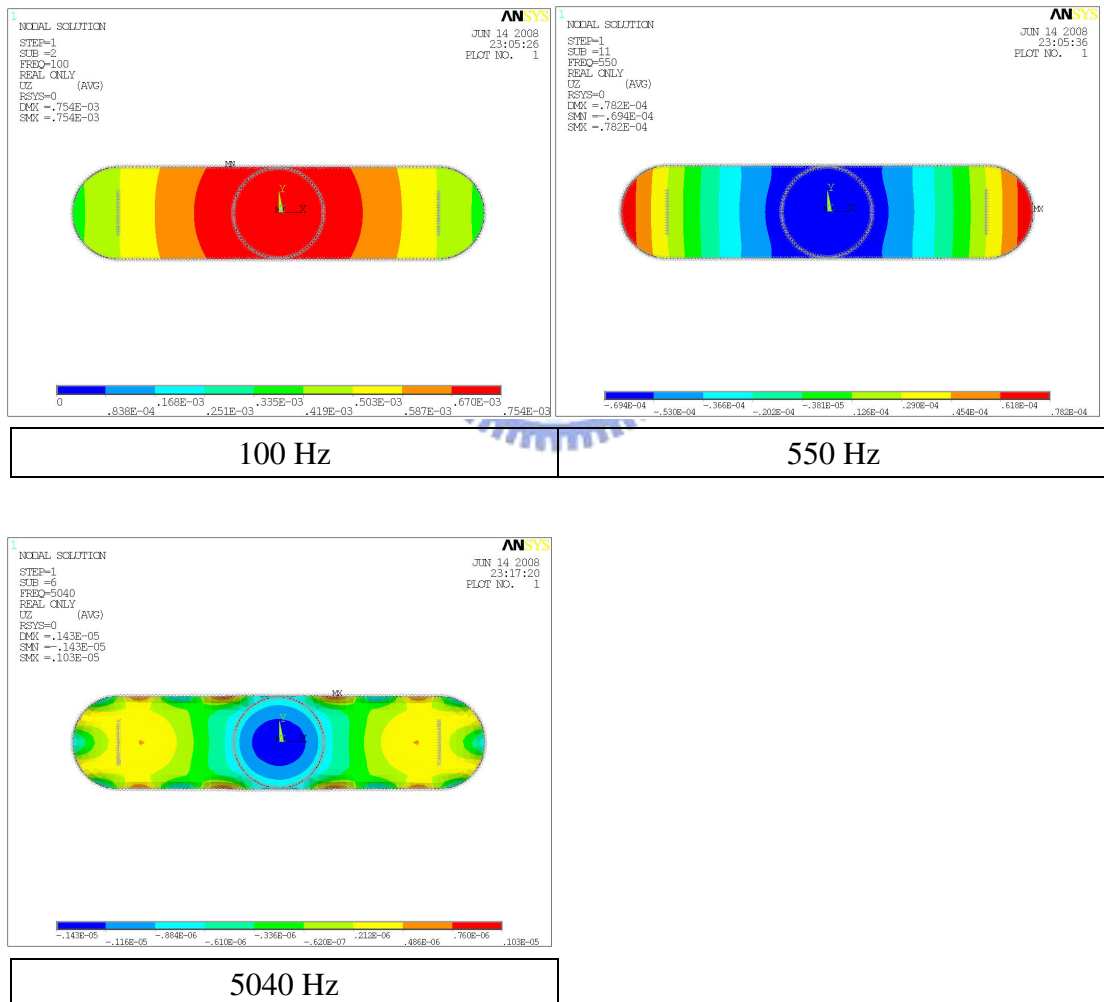 1
ANSYS
NODAL SOLUTION
JUN 14 2008
23:05:26
PLOT NO. 1
STEP=1
SUB =2
FREQ=100
REAL ONLY
UZ (AVG)
RSYS=0
DMX =.754E-03
SMX =.754E-03
MN
Y
X
0 .168E-03 .335E-03 .503E-03 .670E-03
.838E-04 .251E-03 .419E-03 .587E-03 .754E-03
100 Hz
1
ANSYS
NODAL SOLUTION
JUN 14 2008
23:05:36
PLOT NO. 1
STEP=1
SUB =11
FREQ=550
REAL ONLY
UZ (AVG)
RSYS=0
DMX =.782E-04
SMN =-.694E-04
SMX =.782E-04
Y
X
MX
-.694E-04 -.366E-04 -.381E-05 .290E-04 .618E-04
-.530E-04 -.202E-04 .126E-04 .454E-04 .782E-04
550 Hz
1
ANSYS
NODAL SOLUTION
JUN 14 2008
23:17:20
PLOT NO. 1
STEP=1
SUB =6
FREQ=5040
REAL ONLY
UZ (AVG)
RSYS=0
DMX =.143E-05
SMN =-.143E-05
SMX =.103E-05
MX
Y
X
-.143E-05 -.884E-06 -.336E-06 .212E-06 .760E-06
-.116E-05 -.610E-06 -.620E-07 .486E-06 .103E-05
5040 Hz